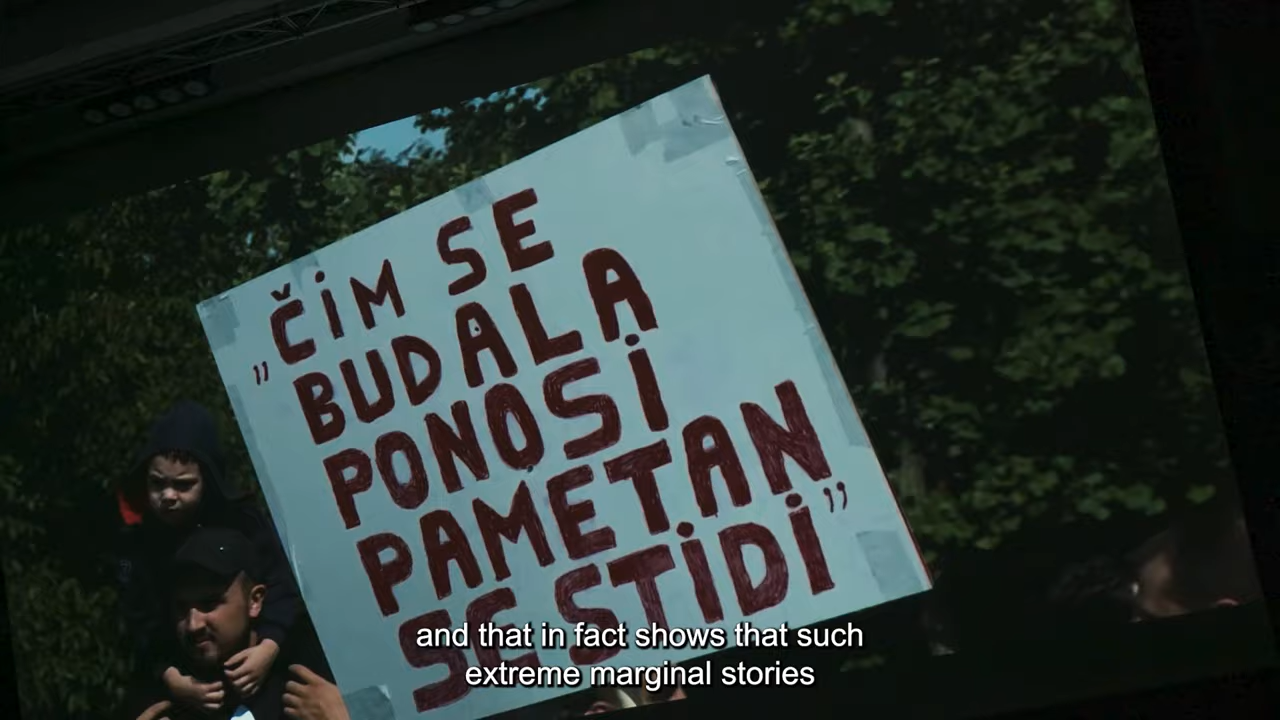 „ČIM SE
BUDALA
PONOSI
PAMETAN
SE STIDI”
and that in fact shows that such
extreme marginal stories